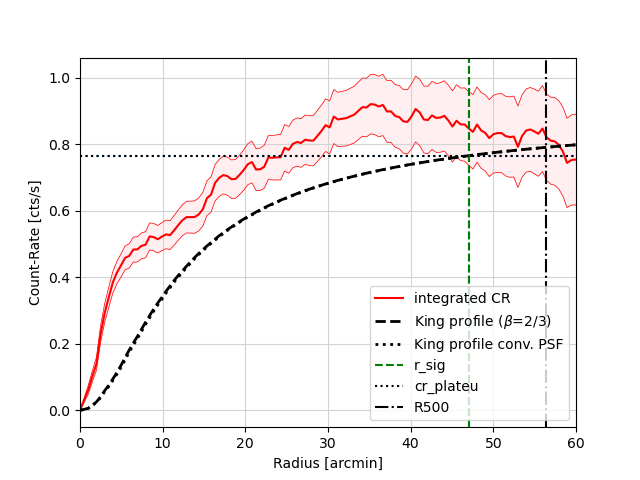 1.0
0.8
0.6
0.4
0.2
0.0
Count-Rate [cts/s]
integrated CR
King profile (β=2/3)
King profile conv. PSF
r_sig
cr_plateu
R500
0 10 20 30 40 50 60
Radius [arcmin]